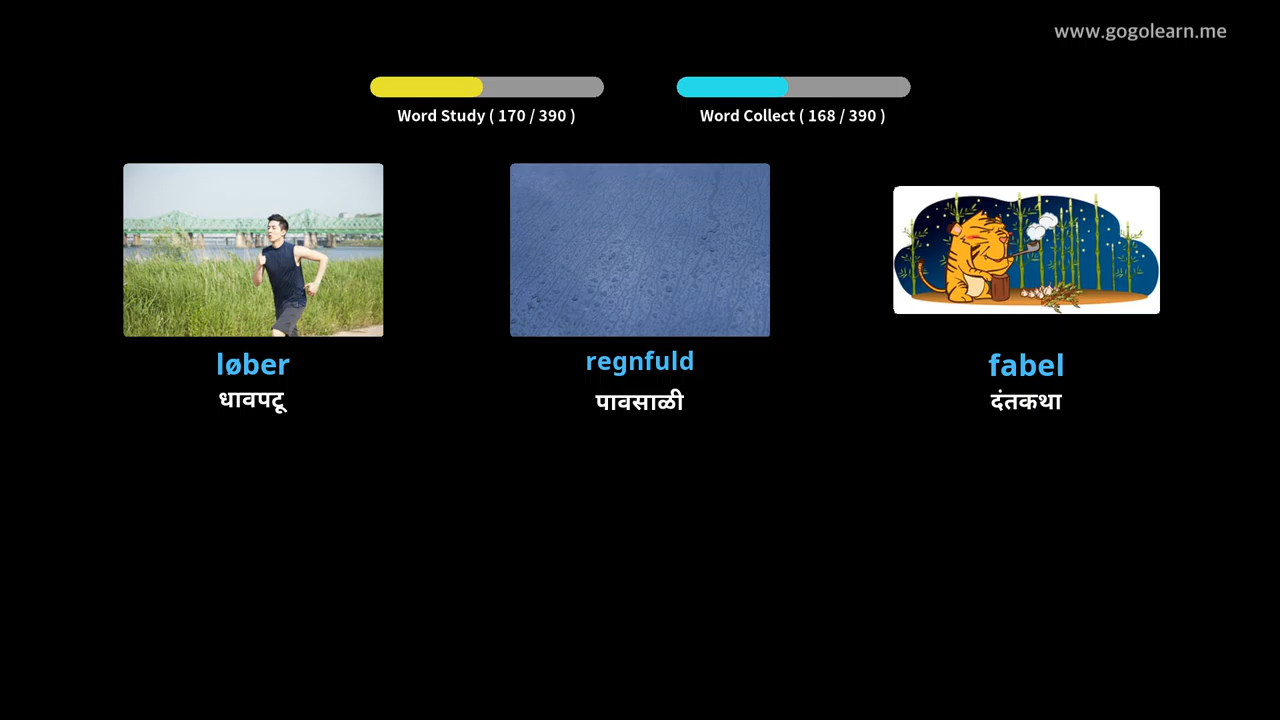 www.gogolearn.me
Word Study ( 170 / 390 )
Word Collect ( 168 / 390 )
løber
धावपटू
regnfuld
पावसाळी
fabel
दंतकथा